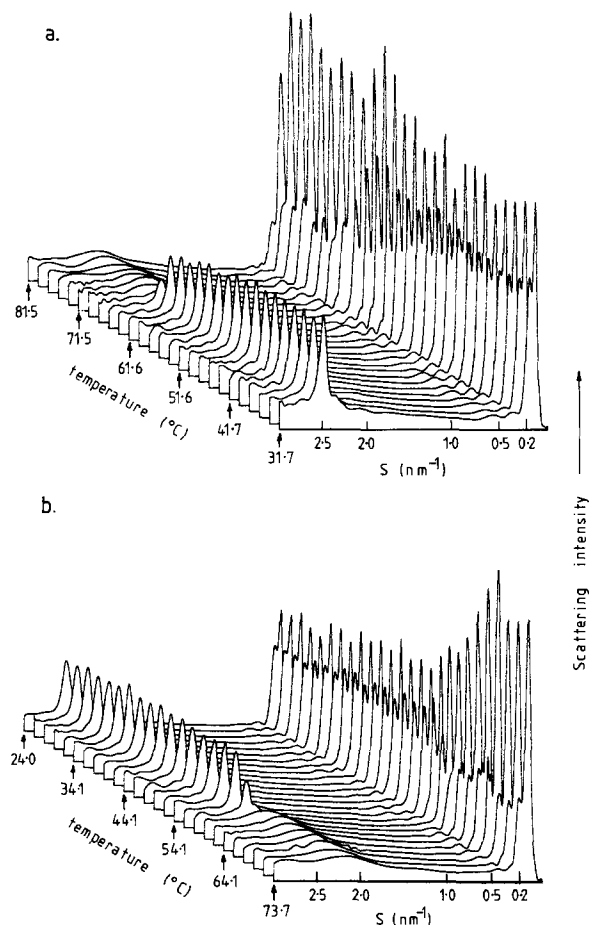 a.
81·5
71·5
61·6
51·6
41·7
31·7
temperature (°C)
2·5 2·0 1·0 0·5 0·2
S (nm⁻¹)
b.
24·0
34·1
44·1
54·1
64·1
73·7
temperature (°C)
2·5 2·0 1·0 0·5 0·2
S (nm⁻¹)
Scattering intensity